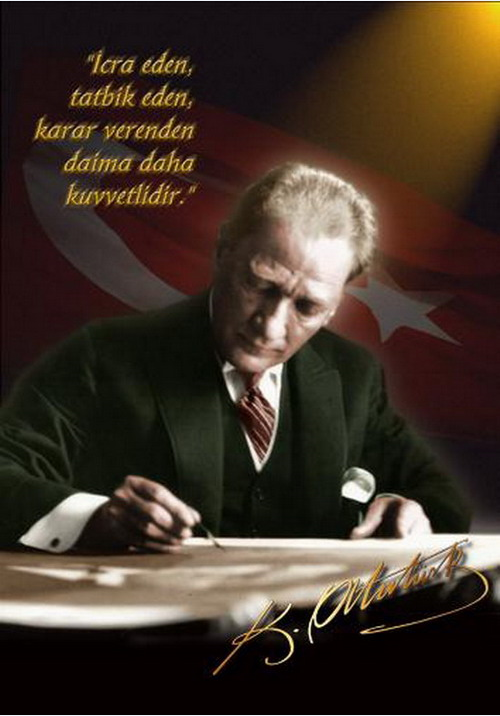 "İcra eden,
tatbik eden,
karar verenden
daima daha
kuvvetlidir."
K. Atatürk